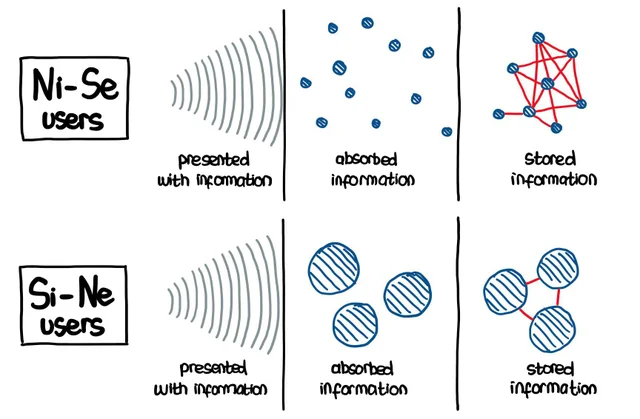 Ni-Se
users
presented
with information
absorbed
information
stored
information
Si-Ne
users
presented
with information
absorbed
information
stored
information